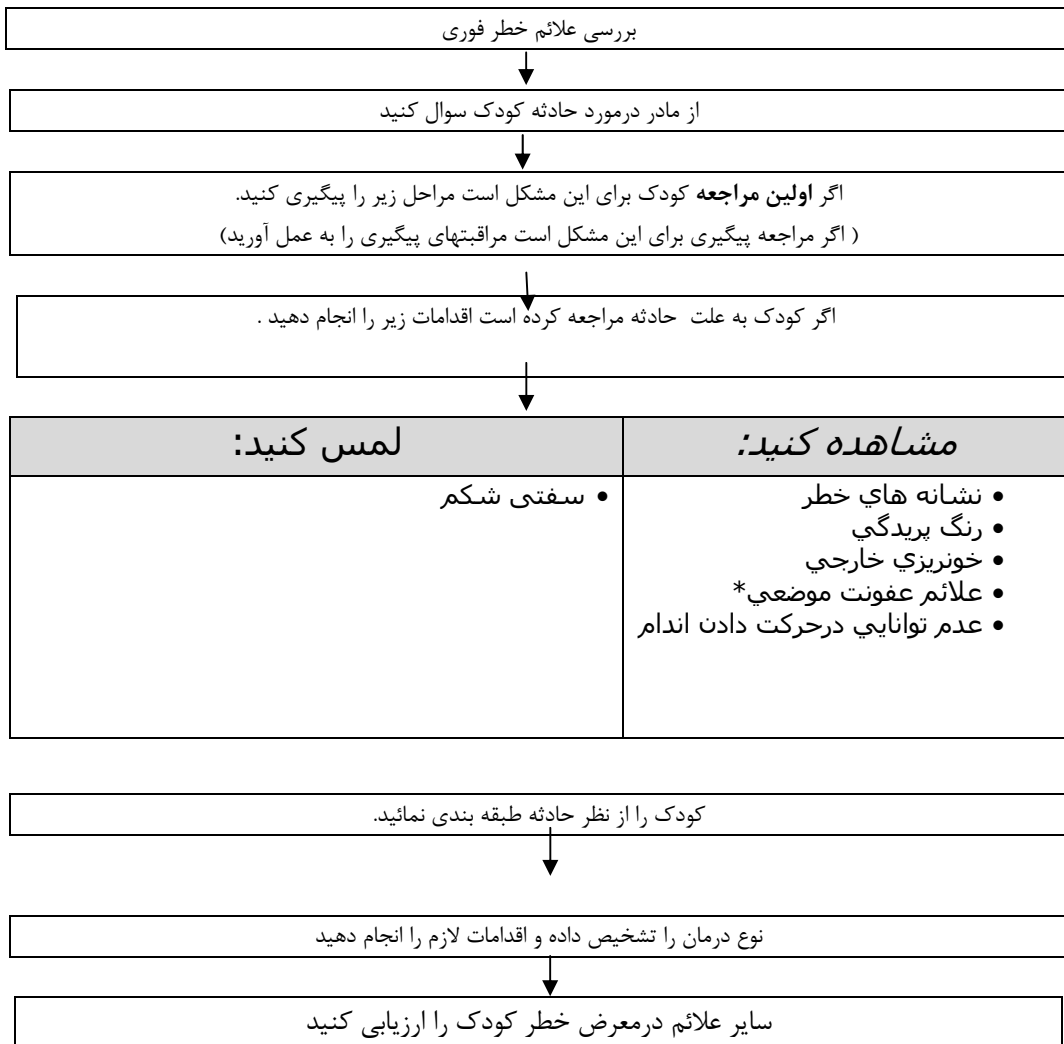 بررسی علائم خطر فوری
از مادر درمورد حادثه کودک سوال کنید
اگر اولین مراجعه کودک برای این مشکل است مراحل زیر را پیگیری کنید.
( اگر مراجعه پیگیری برای این مشکل است مراقبتهای پیگیری را به عمل آورید)
اگر کودک به علت حادثه مراجعه کرده است اقدامات زیر را انجام دهید .
مشاهده کنید:
• نشانه هاي خطر
• رنگ پريدگي
• خونريزي خارجي
• علائم عفونت موضعي*
• عدم توانايي درحرکت دادن اندام
لمس کنید:
• سفتی شکم
کودک را از نظر حادثه طبقه بندی نمائید.
نوع درمان را تشخیص داده و اقدامات لازم را انجام دهید
سایر علائم درمعرض خطر کودک را ارزیابی کنید